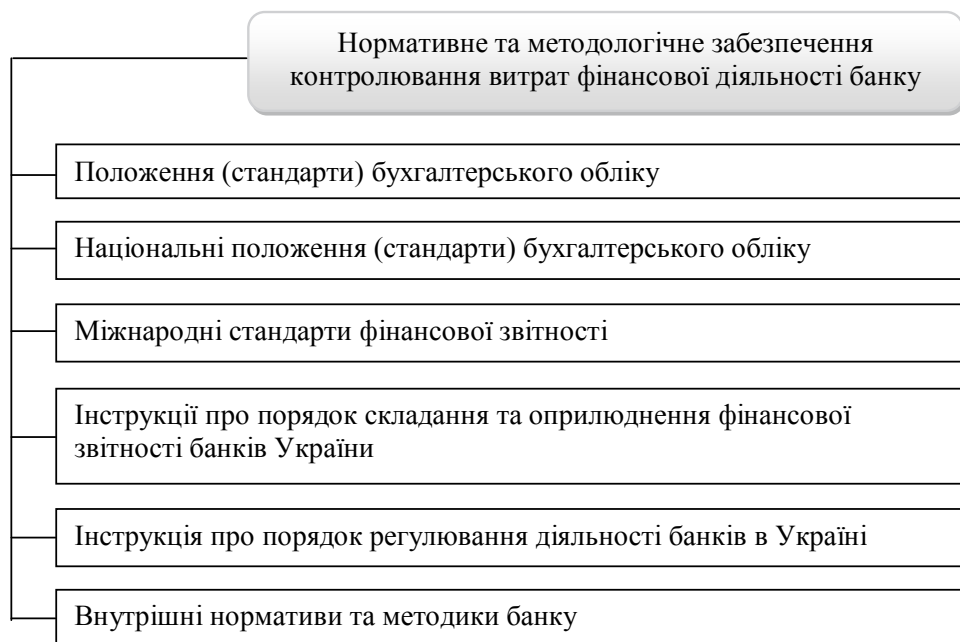 Нормативне та методологічне забезпечення
контролювання витрат фінансової діяльності банку
Положення (стандарти) бухгалтерського обліку
Національні положення (стандарти) бухгалтерського обліку
Міжнародні стандарти фінансової звітності
Інструкції про порядок складання та оприлюднення фінансової
звітності банків України
Інструкція про порядок регулювання діяльності банків в Україні
Внутрішні нормативи та методики банку